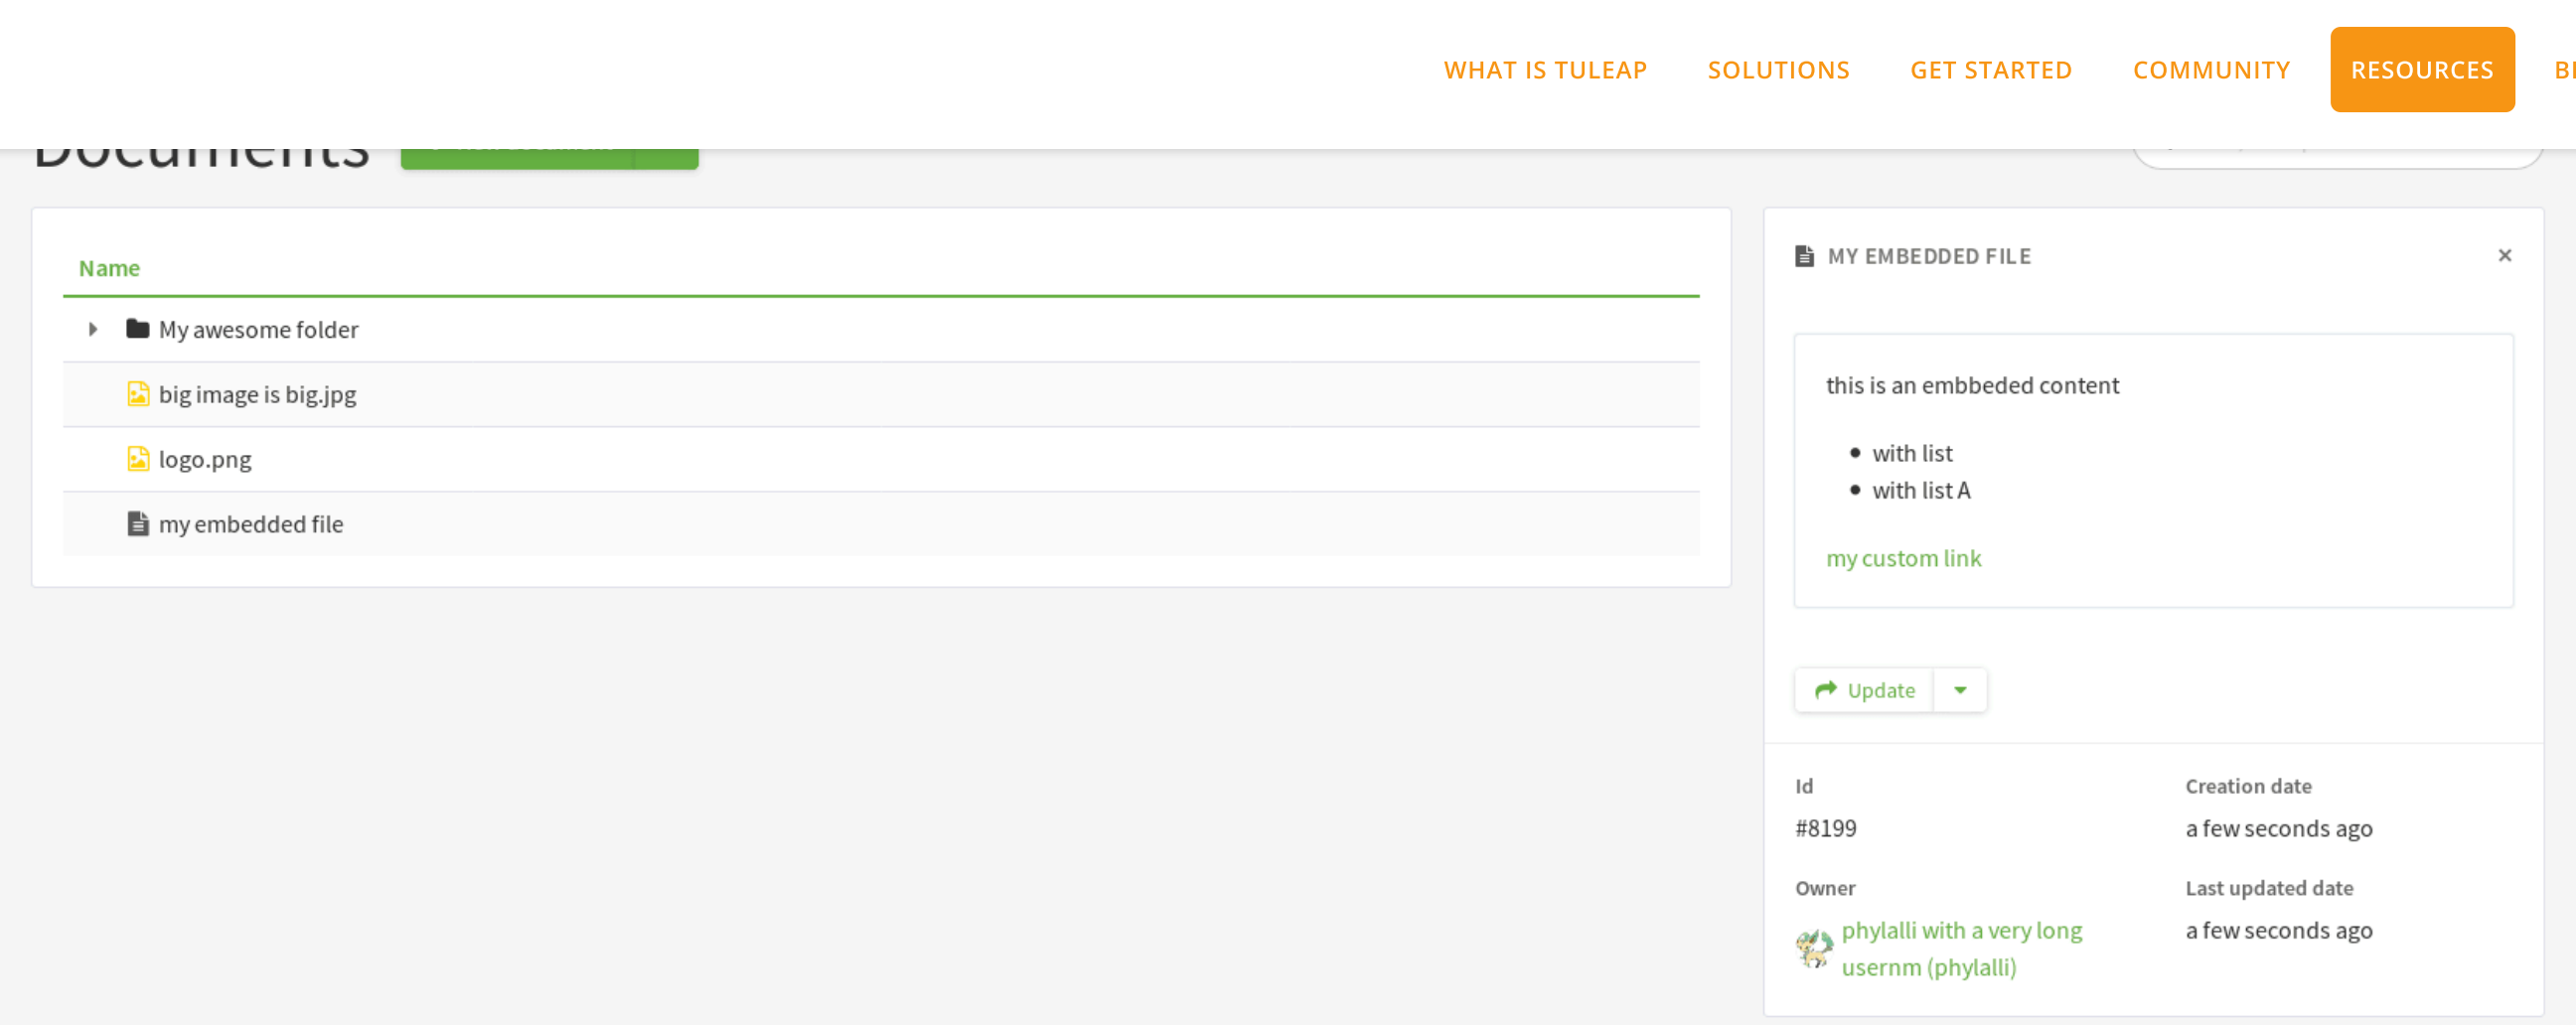 WHAT IS TULEAP SOLUTIONS GET STARTED COMMUNITY RESOURCES
Documents
Name
My awesome folder
big image is big.jpg
logo.png
my embedded file
MY EMBEDDED FILE
this is an embbeded content
with list
with list A
my custom link
Update
Id
#8199
Creation date
a few seconds ago
Owner
phylalli with a very long
usernm (phylalli)
Last updated date
a few seconds ago